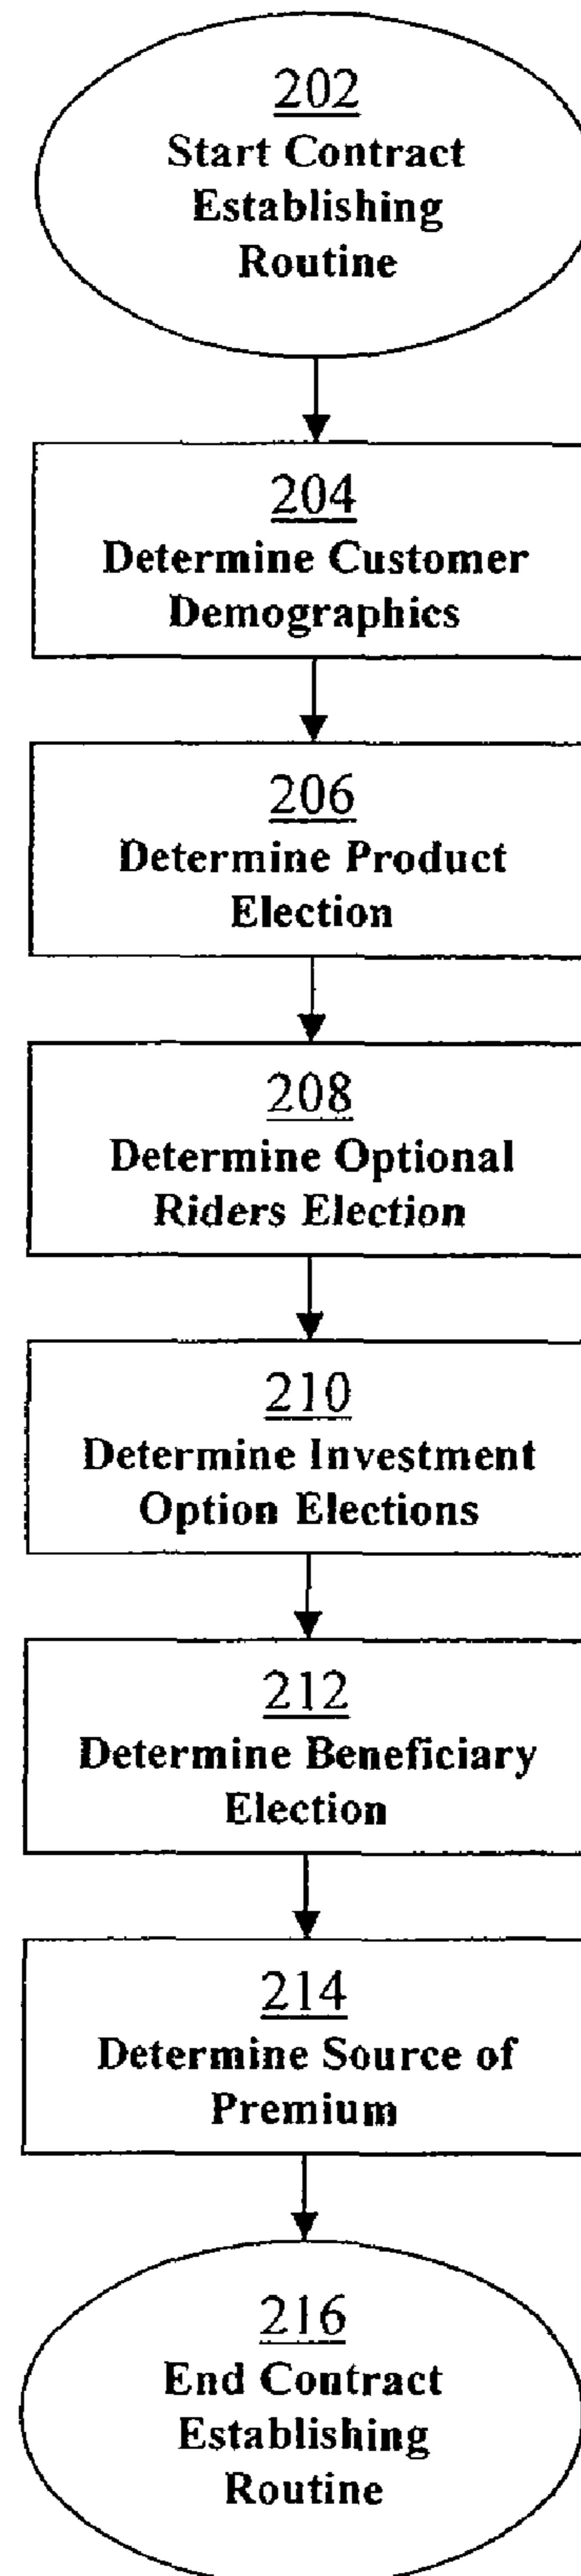 202
Start Contract
Establishing
Routine
204
Determine Customer
Demographics
206
Determine Product
Election
208
Determine Optional
Riders Election
210
Determine Investment
Option Elections
212
Determine Beneficiary
Election
214
Determine Source of
Premium
216
End Contract
Establishing
Routine